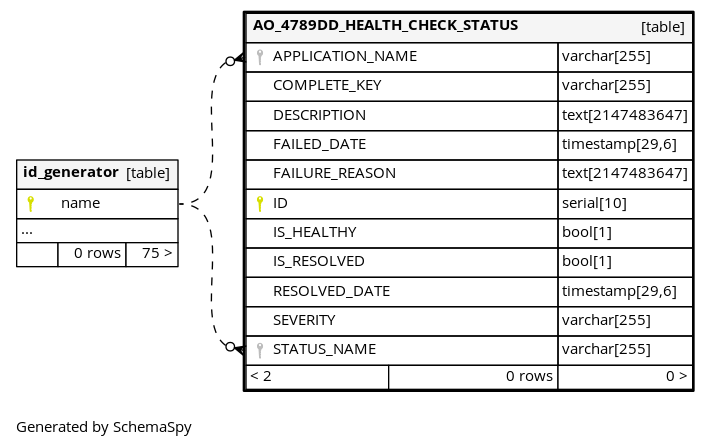 AO_4789DD_HEALTH_CHECK_STATUS [table]
APPLICATION_NAME varchar[255]
COMPLETE_KEY varchar[255]
DESCRIPTION text[2147483647]
FAILED_DATE timestamp[29,6]
FAILURE_REASON text[2147483647]
ID serial[10]
IS_HEALTHY bool[1]
IS_RESOLVED bool[1]
RESOLVED_DATE timestamp[29,6]
SEVERITY varchar[255]
STATUS_NAME varchar[255]
< 2 0 rows 0 >
id_generator [table]
name
...
0 rows 75 >
Generated by SchemaSpy